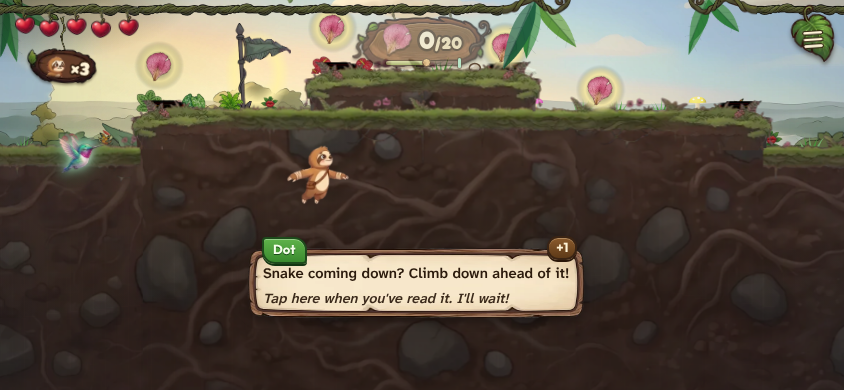 0/20
×3
Dot
+1
Snake coming down? Climb down ahead of it!
Tap here when you've read it. I'll wait!